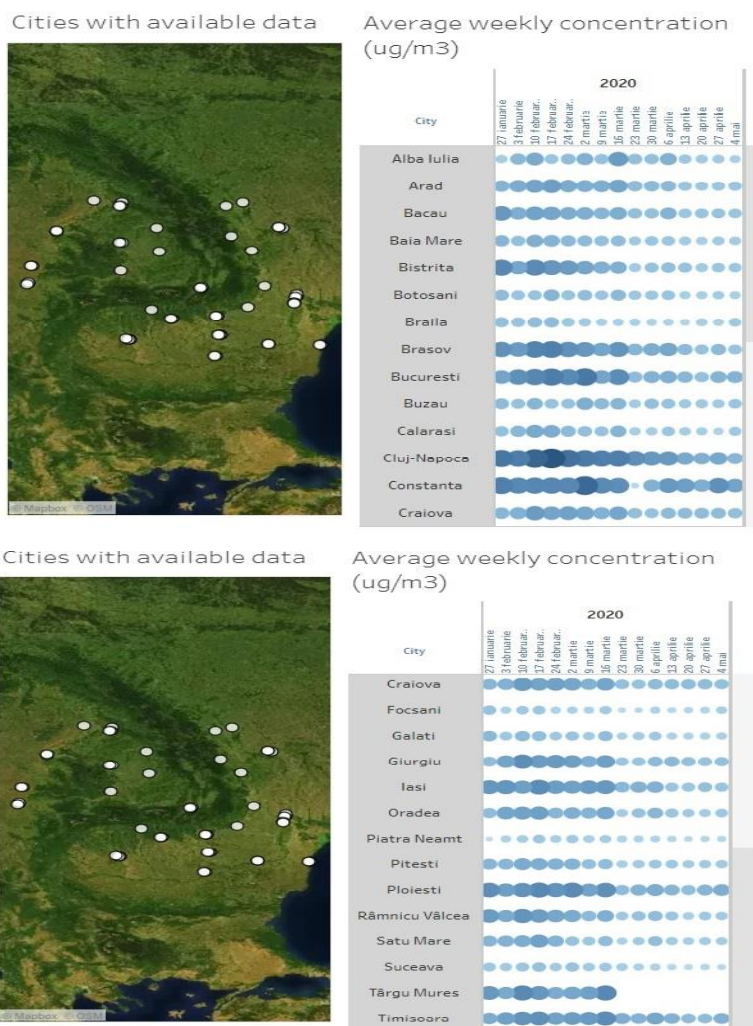 Cities with available data
Average weekly concentration
(ug/m3)
2020
City
27 ianuarie
3 februarie
10 februar..
17 februar..
24 februar..
2 martie
9 martie
16 martie
23 martie
30 martie
6 aprilie
13 aprilie
20 aprilie
27 aprilie
4 mai
Alba Iulia
Arad
Bacau
Baia Mare
Bistrita
Botosani
Braila
Brasov
Bucuresti
Buzau
Calarasi
Cluj-Napoca
Constanta
Craiova
© Mapbox © OSM
Cities with available data
Average weekly concentration
(ug/m3)
2020
City
27 ianuarie
3 februarie
10 februar..
17 februar..
24 februar..
2 martie
9 martie
16 martie
23 martie
30 martie
6 aprilie
13 aprilie
20 aprilie
27 aprilie
4 mai
Craiova
Focsani
Galati
Giurgiu
Iasi
Oradea
Piatra Neamt
Pitesti
Ploiesti
Râmnicu Vâlcea
Satu Mare
Suceava
Târgu Mures
Timisoara
© Mapbox © OSM